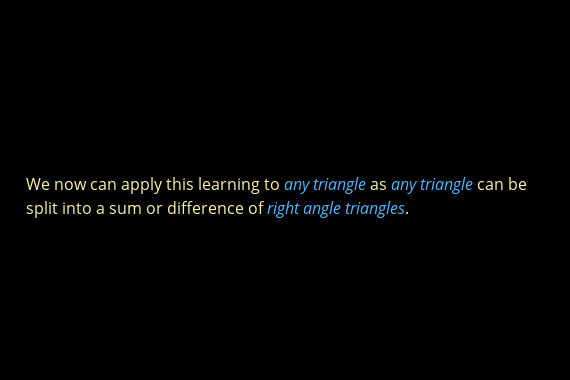 We now can apply this learning to any triangle as any triangle can be
split into a sum or difference of right angle triangles.